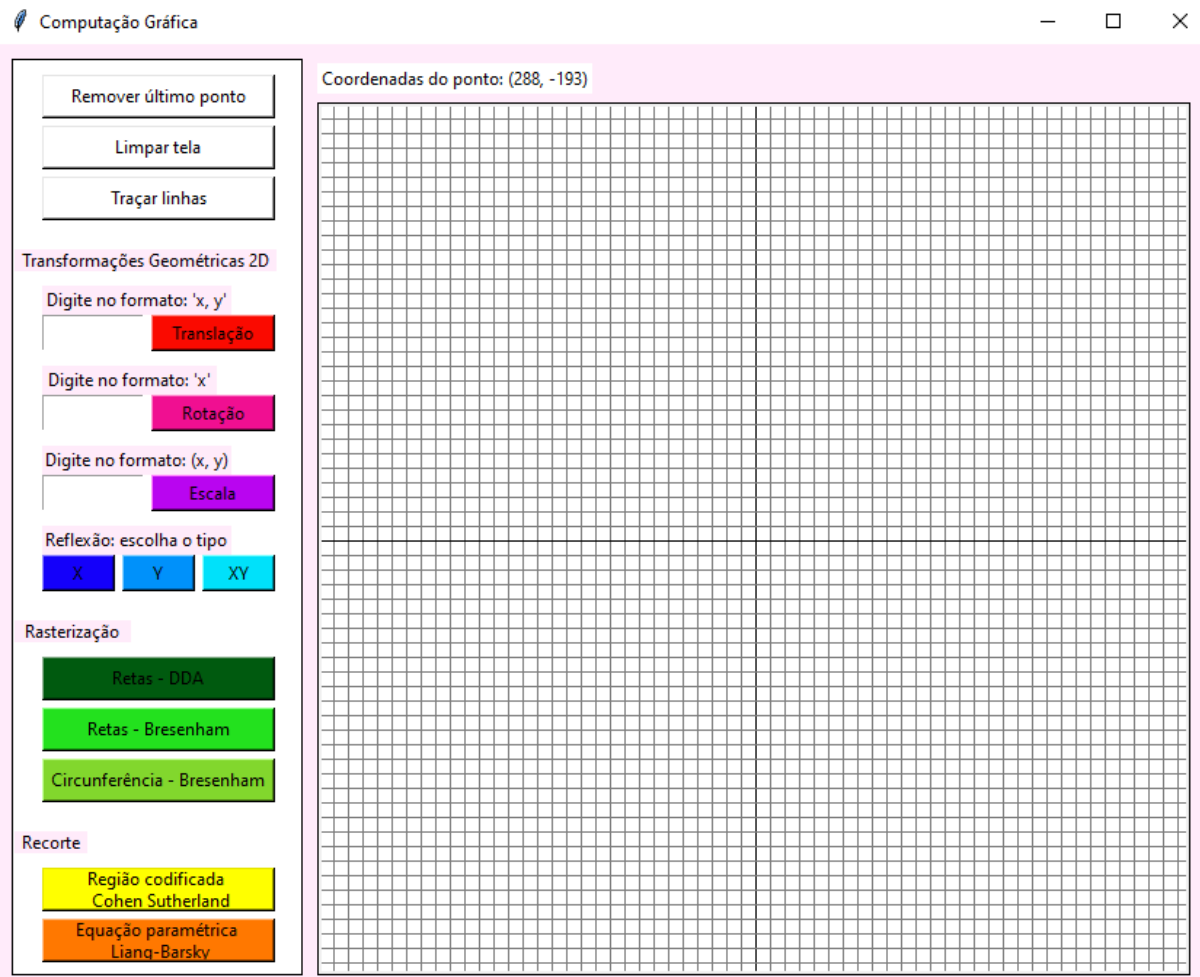 Computação Gráfica
Remover último ponto
Limpar tela
Traçar linhas
Transformações Geométricas 2D
Digite no formato: 'x, y'
Translação
Digite no formato: 'x'
Rotação
Digite no formato: (x, y)
Escala
Reflexão: escolha o tipo
X Y XY
Rasterização
Retas - DDA
Retas - Bresenham
Circunferência - Bresenham
Recorte
Região codificada
Cohen Sutherland
Equação paramétrica
Liang-Barsky
Coordenadas do ponto: (288, -193)